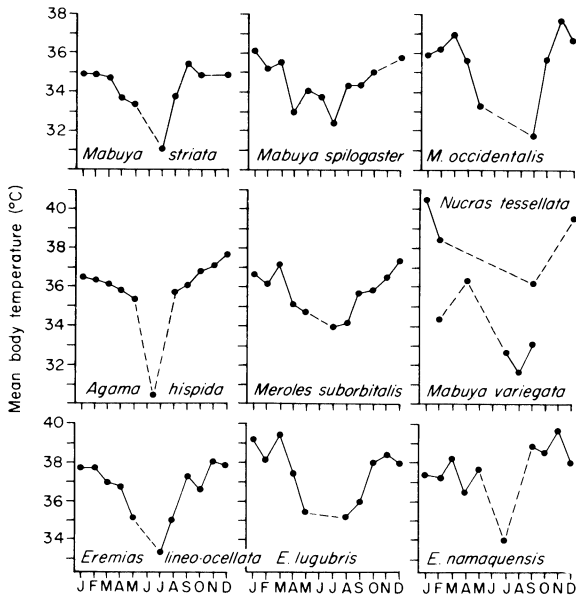 Mean body temperature (°C)
38
36
34
32
Mabuya striata
J F M A M J J A S O N D
Mabuya spilogaster
J F M A M J J A S O N D
M. occidentalis
J F M A M J J A S O N D
40
38
36
34
32
Agama hispida
Meroles suborbitalis
Nucras tessellata
Mabuya variegata
40
38
36
34
Eremias lineo-ocellata
J F M A M J J A S O N D
E. lugubris
J F M A M J J A S O N D
E. namaquensis
J F M A M J J A S O N D